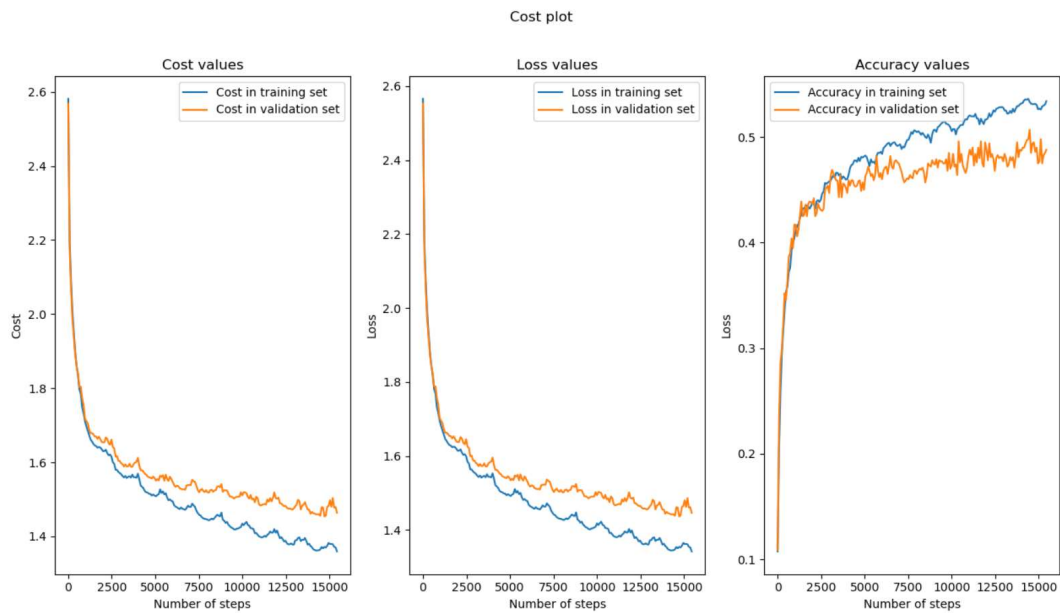 Cost plot
Cost values
Cost
2.6
2.4
2.2
2.0
1.8
1.6
1.4
Cost in training set
Cost in validation set
0 2500 5000 7500 10000 12500 15000
Number of steps
Loss values
Loss
2.6
2.4
2.2
2.0
1.8
1.6
1.4
Loss in training set
Loss in validation set
0 2500 5000 7500 10000 12500 15000
Number of steps
Accuracy values
Loss
0.5
0.4
0.3
0.2
0.1
Accuracy in training set
Accuracy in validation set
0 2500 5000 7500 10000 12500 15000
Number of steps